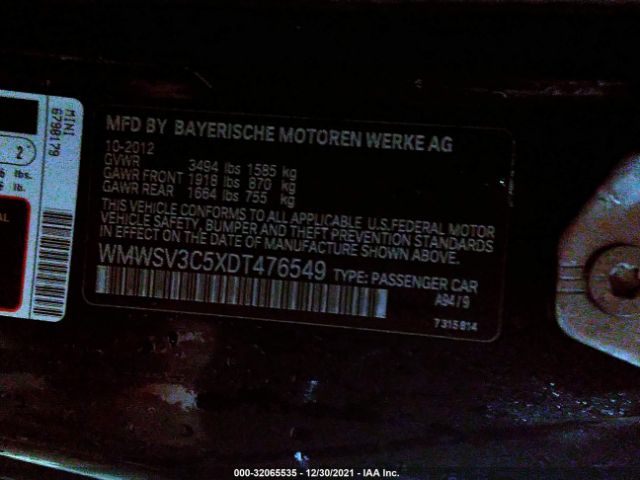 MFD BY BAYERISCHE MOTOREN WERKE AG
10-2012
GVWR 3494 lbs 1585 kg
GAWR FRONT 1918 lbs 870 kg
GAWR REAR 1664 lbs 755 kg
THIS VEHICLE CONFORMS TO ALL APPLICABLE U.S.FEDERAL MOTOR
VEHICLE SAFETY, BUMPER AND THEFT PREVENTION STANDARDS
IN EFFECT ON THE DATE OF MANUFACTURE SHOWN ABOVE.
WMWSV3C5XDT476549 TYPE: PASSENGER CAR
A94/9
7315814
MINI
6798179
2
lbs.
lb.
000-32065535 - 12/30/2021 - IAA Inc.